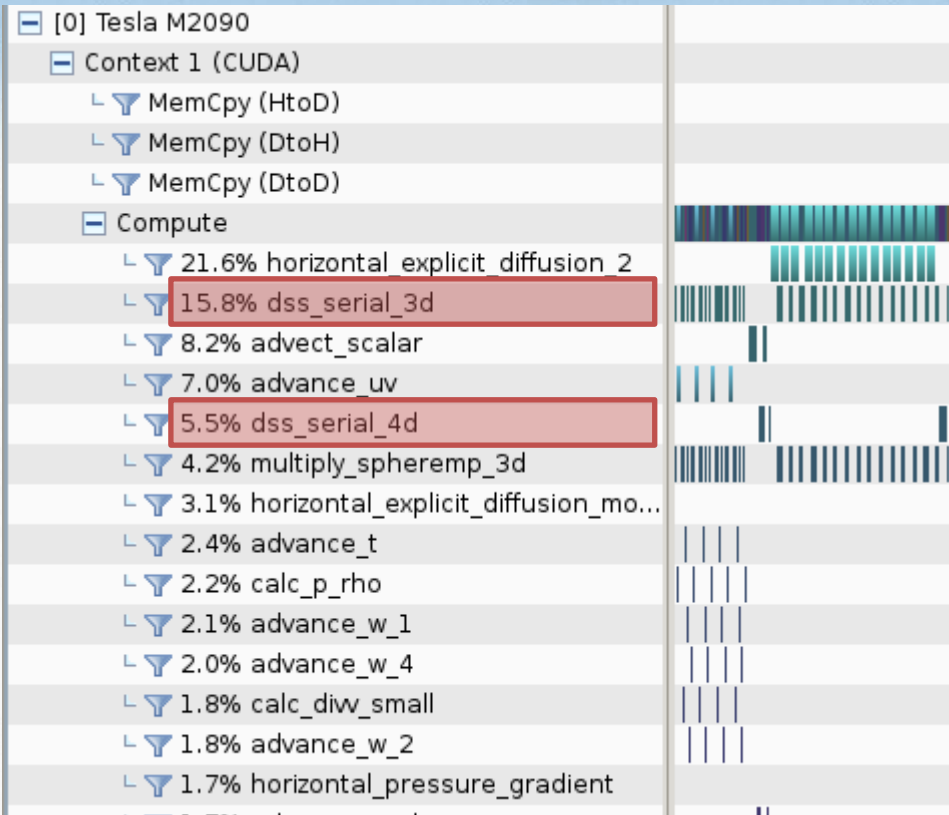 [0] Tesla M2090
Context 1 (CUDA)
MemCpy (HtoD)
MemCpy (DtoH)
MemCpy (DtoD)
Compute
21.6% horizontal_explicit_diffusion_2
15.8% dss_serial_3d
8.2% advect_scalar
7.0% advance_uv
5.5% dss_serial_4d
4.2% multiply_spheremp_3d
3.1% horizontal_explicit_diffusion_mo...
2.4% advance_t
2.2% calc_p_rho
2.1% advance_w_1
2.0% advance_w_4
1.8% calc_divv_small
1.8% advance_w_2
1.7% horizontal_pressure_gradient